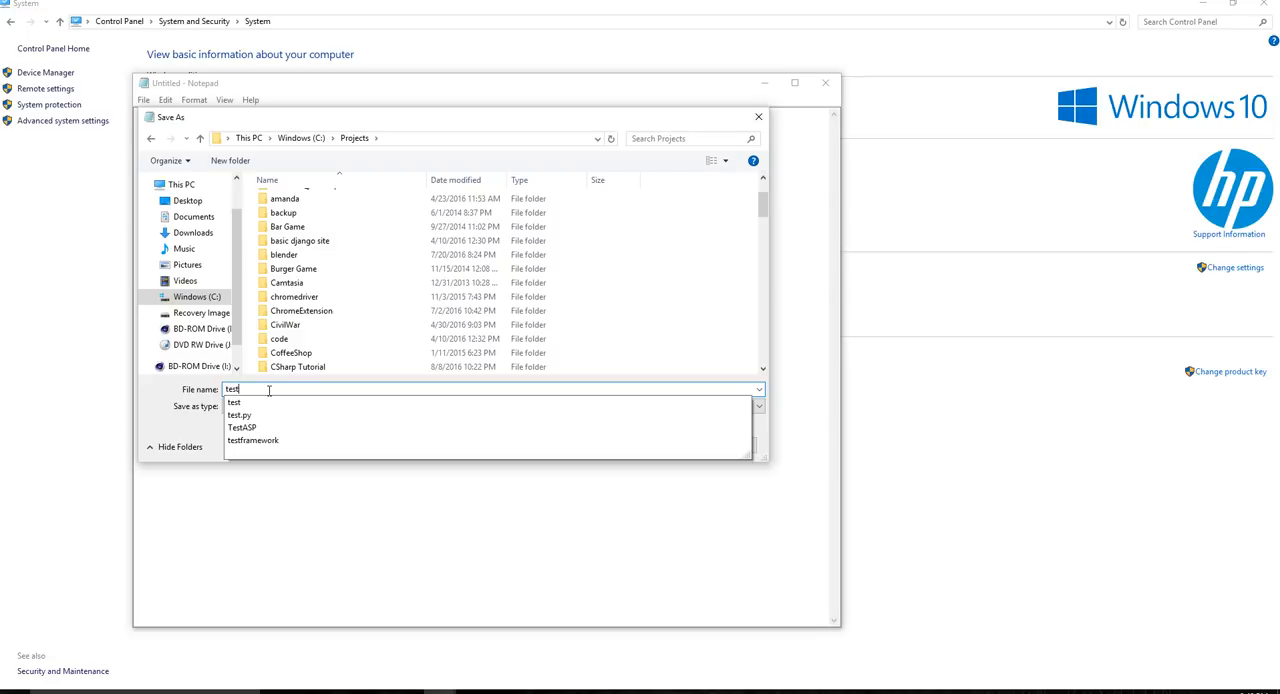 System
Control Panel
System and Security
System
Search Control Panel
Control Panel Home
View basic information about your computer
Device Manager
Remote settings
System protection
Advanced system settings
Untitled - Notepad
File Edit Format View Help
Windows 10
Save As
This PC
Windows (C:)
Projects
Search Projects
Organize
New folder
Name
Date modified
Type
Size
This PC
Desktop
Documents
Downloads
Music
Pictures
Videos
Windows (C:)
Recovery Image
BD-ROM Drive (
DVD RW Drive (
BD-ROM Drive (I:)
amanda 4/23/2016 11:53 AM File folder
backup 6/1/2014 8:37 PM File folder
Bar Game 9/27/2014 11:02 PM File folder
basic django site 4/10/2016 12:30 PM File folder
blender 7/20/2016 8:24 PM File folder
Burger Game 11/15/2014 12:08 ... File folder
Camtasia 12/31/2013 10:28 ... File folder
chromedriver 11/3/2015 7:43 PM File folder
ChromeExtension 7/2/2016 10:42 PM File folder
CivilWar 4/30/2016 9:03 PM File folder
code 4/10/2016 12:32 PM File folder
CoffeeShop 1/11/2015 6:23 PM File folder
CSharp Tutorial 8/8/2016 10:22 PM File folder
File name: test
Save as type:
test
test.py
TestASP
testframework
Hide Folders
hp
Support Information
Change settings
Change product key
See also
Security and Maintenance